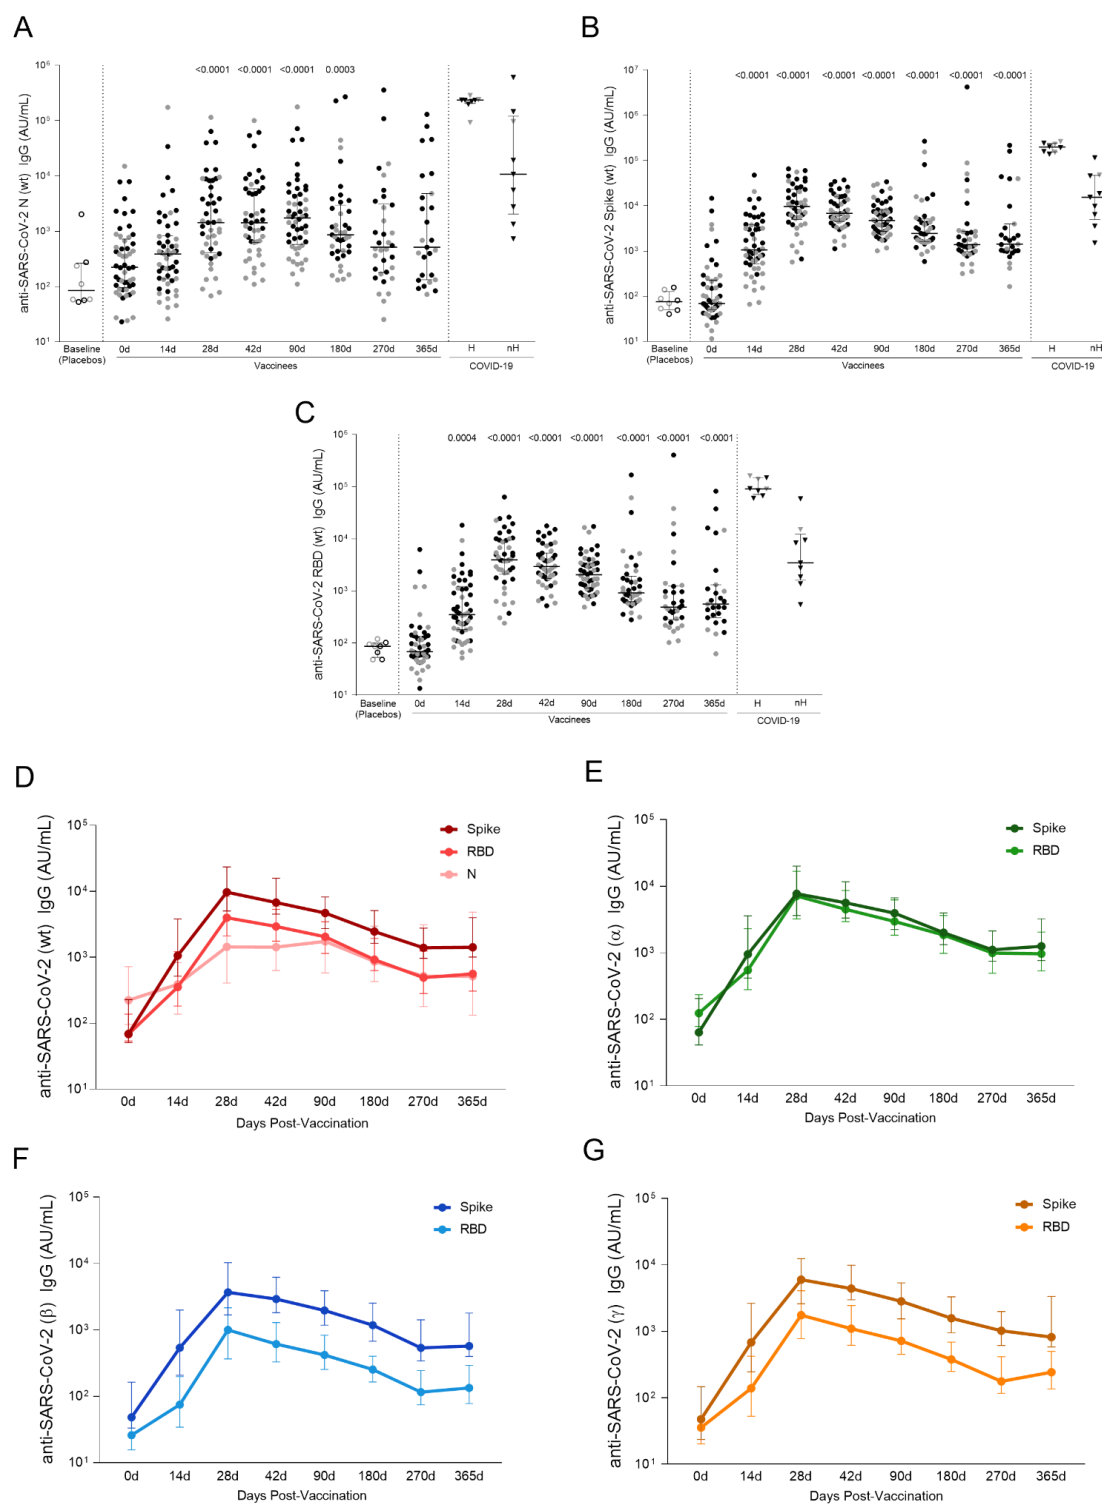 A
anti-SARS-CoV-2 N (wt) IgG (AU/mL)
<0.0001 <0.0001 <0.0001 0.0003
10⁶
10⁵
10⁴
10³
10²
10¹
Baseline 0d 14d 28d 42d 90d 180d 270d 365d H nH
(Placebos) Vaccinees COVID-19
B
anti-SARS-CoV-2 Spike (wt) IgG (AU/mL)
<0.0001 <0.0001 <0.0001 <0.0001 <0.0001 <0.0001 <0.0001
10⁷
10⁶
10⁵
10⁴
10³
10²
10¹
Baseline 0d 14d 28d 42d 90d 180d 270d 365d H nH
(Placebos) Vaccinees COVID-19
C
anti-SARS-CoV-2 RBD (wt) IgG (AU/mL)
0.0004 <0.0001 <0.0001 <0.0001 <0.0001 <0.0001 <0.0001
10⁶
10⁵
10⁴
10³
10²
10¹
Baseline 0d 14d 28d 42d 90d 180d 270d 365d H nH
(Placebos) Vaccinees COVID-19
D
anti-SARS-CoV-2 (wt) IgG (AU/mL)
10⁵
10⁴
10³
10²
10¹
Spike
RBD
N
0d 14d 28d 42d 90d 180d 270d 365d
Days Post-Vaccination
E
anti-SARS-CoV-2 (α) IgG (AU/mL)
10⁵
10⁴
10³
10²
10¹
Spike
RBD
0d 14d 28d 42d 90d 180d 270d 365d
Days Post-Vaccination
F
anti-SARS-CoV-2 (β) IgG (AU/mL)
10⁵
10⁴
10³
10²
10¹
Spike
RBD
0d 14d 28d 42d 90d 180d 270d 365d
Days Post-Vaccination
G
anti-SARS-CoV-2 (γ) IgG (AU/mL)
10⁵
10⁴
10³
10²
10¹
Spike
RBD
0d 14d 28d 42d 90d 180d 270d 365d
Days Post-Vaccination